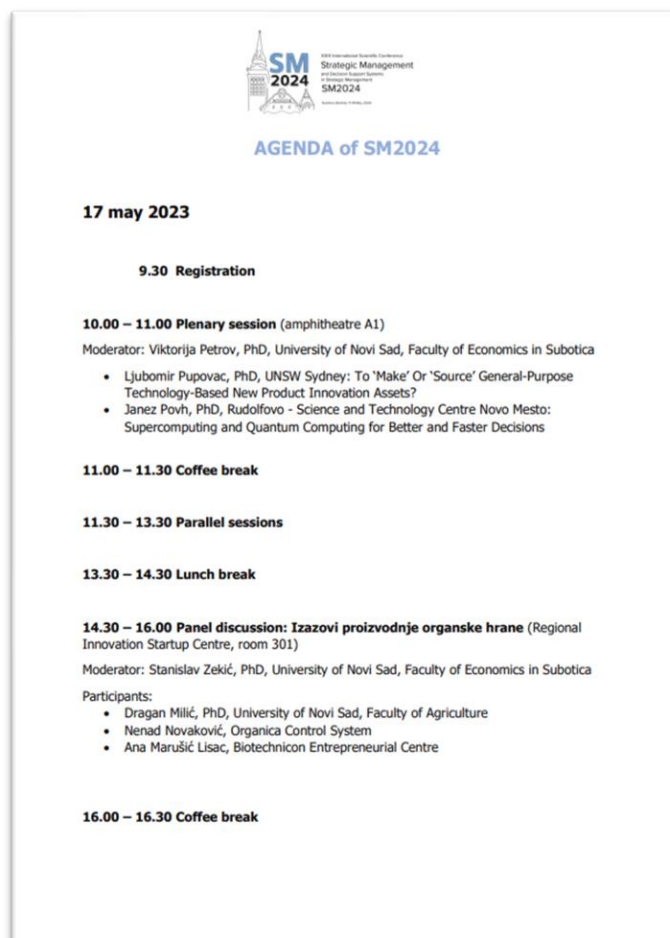 SM
2024
International Scientific Conference
Strategic Management
and Decision Support Systems
in Strategic Management
SM2024
AGENDA of SM2024
17 may 2023
9.30 Registration
10.00 – 11.00 Plenary session (amphitheatre A1)
Moderator: Viktorija Petrov, PhD, University of Novi Sad, Faculty of Economics in Subotica
• Ljubomir Pupovac, PhD, UNSW Sydney: To ‘Make’ Or ‘Source’ General-Purpose
Technology-Based New Product Innovation Assets?
• Janez Povh, PhD, Rudolfovo - Science and Technology Centre Novo Mesto:
Supercomputing and Quantum Computing for Better and Faster Decisions
11.00 – 11.30 Coffee break
11.30 – 13.30 Parallel sessions
13.30 – 14.30 Lunch break
14.30 – 16.00 Panel discussion: Izazovi proizvodnje organske hrane (Regional
Innovation Startup Centre, room 301)
Moderator: Stanislav Zekić, PhD, University of Novi Sad, Faculty of Economics in Subotica
Participants:
• Dragan Milić, PhD, University of Novi Sad, Faculty of Agriculture
• Nenad Novaković, Organica Control System
• Ana Marušić Lisac, Biotechnicon Entrepreneurial Centre
16.00 – 16.30 Coffee break